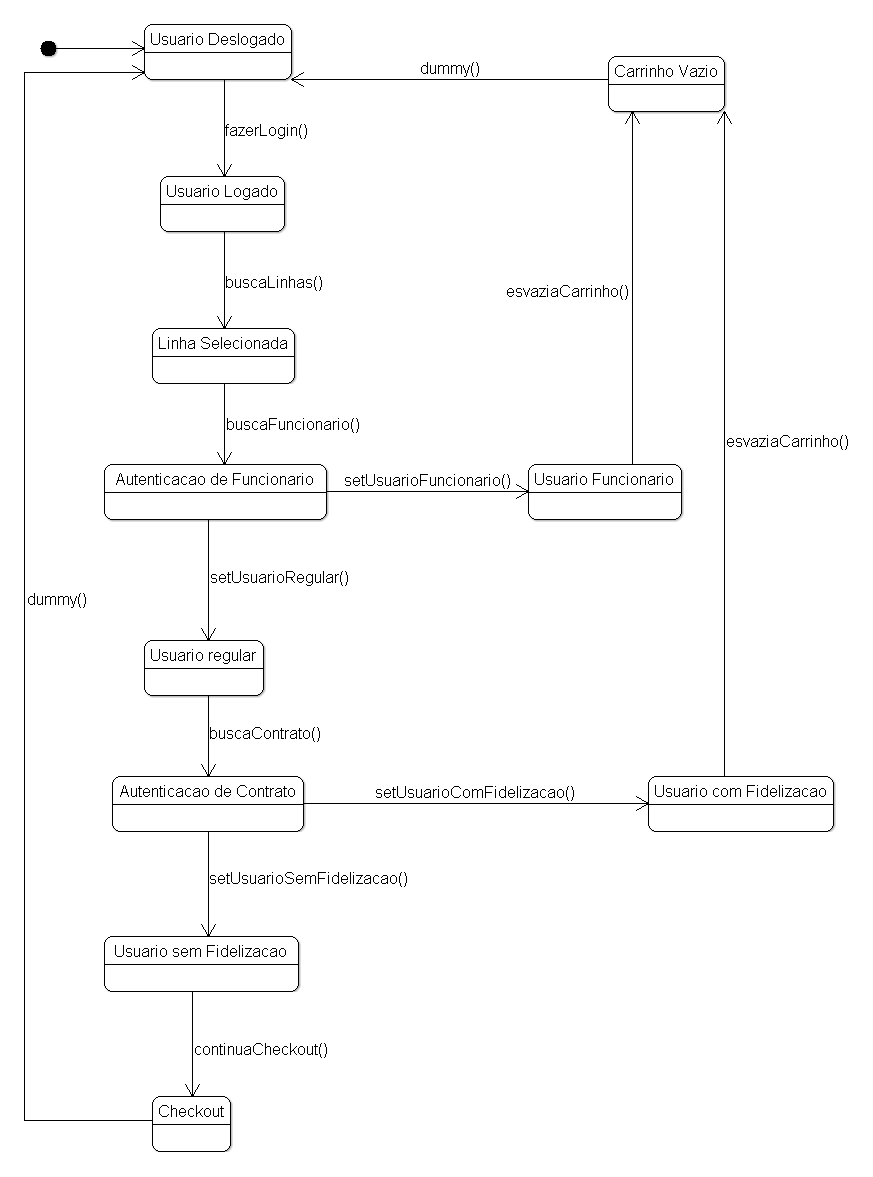 Usuario Deslogado
Carrinho Vazio
dummy()
fazerLogin()
Usuario Logado
buscaLinhas()
esvaziaCarrinho()
Linha Selecionada
buscaFuncionario()
esvaziaCarrinho()
Autenticacao de Funcionario
setUsuarioFuncionario()
Usuario Funcionario
setUsuarioRegular()
dummy()
Usuario regular
buscaContrato()
Autenticacao de Contrato
setUsuarioComFidelizacao()
Usuario com Fidelizacao
setUsuarioSemFidelizacao()
Usuario sem Fidelizacao
continuaCheckout()
Checkout